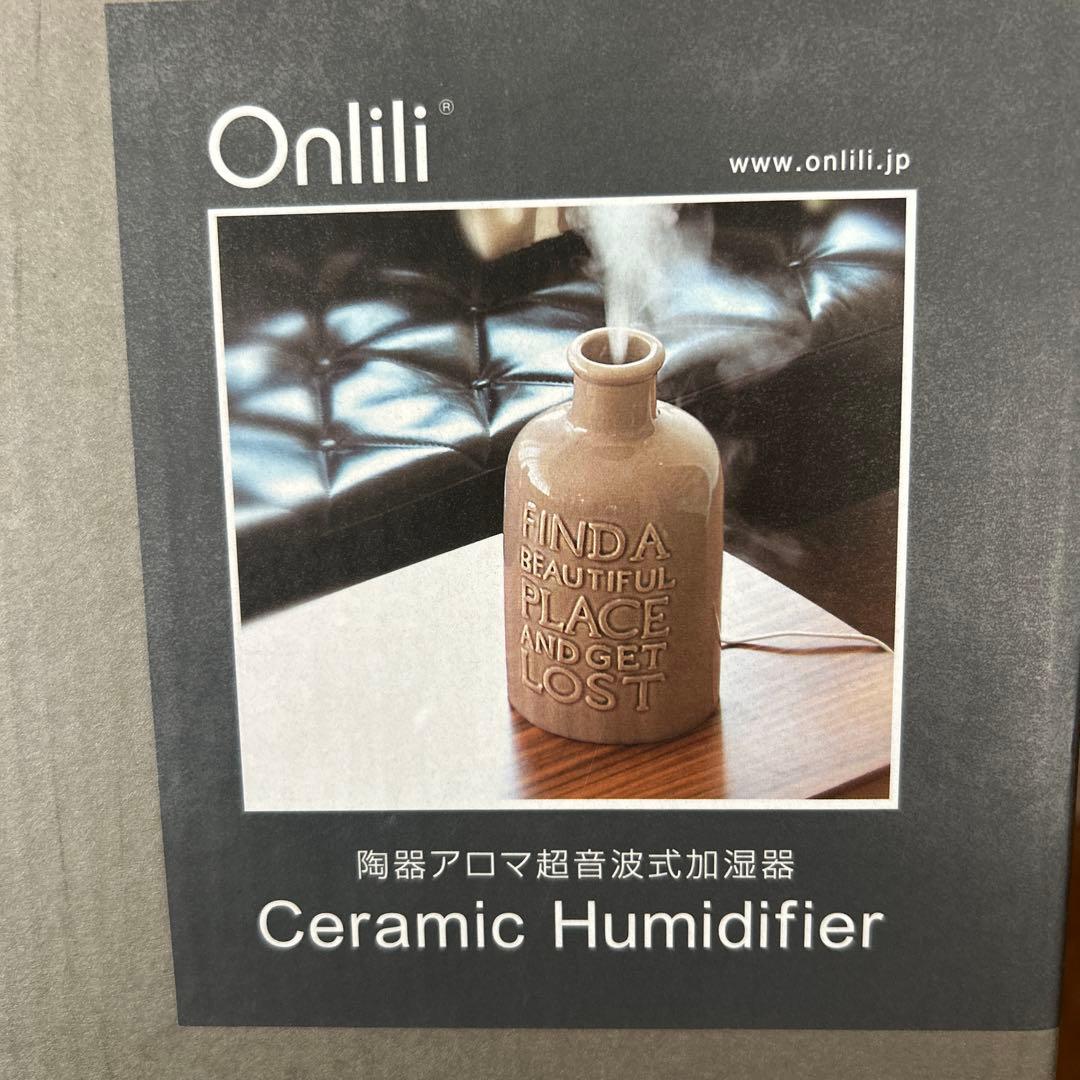 Onlili®
www.onlili.jp
FIND A
BEAUTIFUL
PLACE
AND GET
LOST
陶器アロマ超音波式加湿器
Ceramic Humidifier